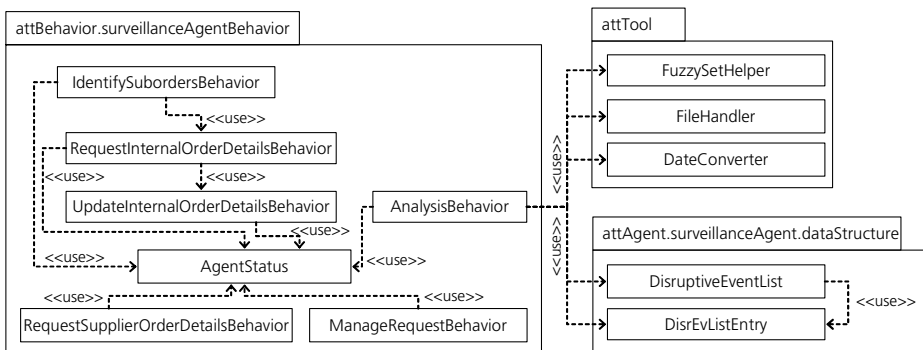 attBehavior.surveillanceAgentBehavior
attTool
IdentifySubordersBehavior
FuzzySetHelper
<<use>>
FileHandler
RequestInternalOrderDetailsBehavior
<<use>>
DateConverter
<<use>>
<<use>>
UpdateInternalOrderDetailsBehavior
AnalysisBehavior
<<use>>
<<use>>
attAgent.surveillanceAgent.dataStructure
<<use>>
AgentStatus
<<use>>
DisruptiveEventList
<<use>>
<<use>>
<<use>>
RequestSupplierOrderDetailsBehavior
ManageRequestBehavior
DisrEvListEntry